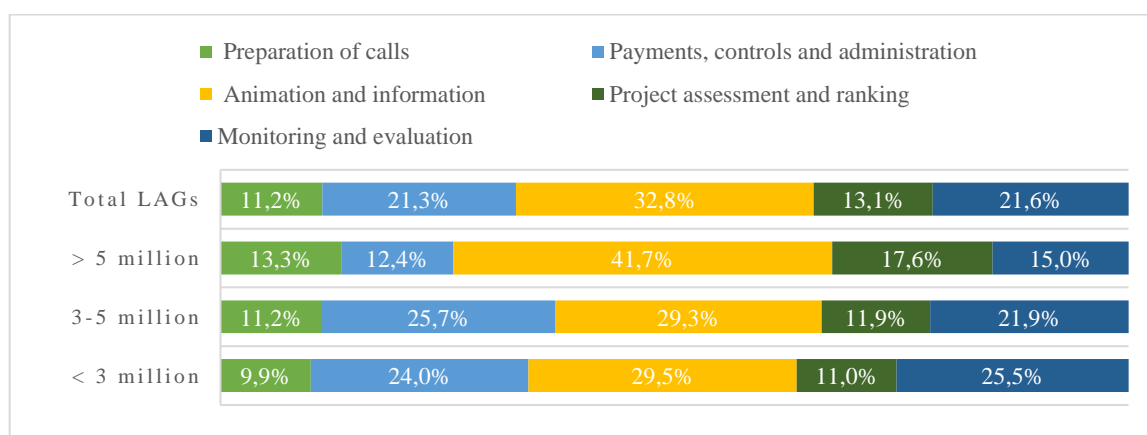 Preparation of calls
Payments, controls and administration
Animation and information
Project assessment and ranking
Monitoring and evaluation
Total LAGs
11,2%
21,3%
32,8%
13,1%
21,6%
> 5 million
13,3%
12,4%
41,7%
17,6%
15,0%
3-5 million
11,2%
25,7%
29,3%
11,9%
21,9%
< 3 million
9,9%
24,0%
29,5%
11,0%
25,5%